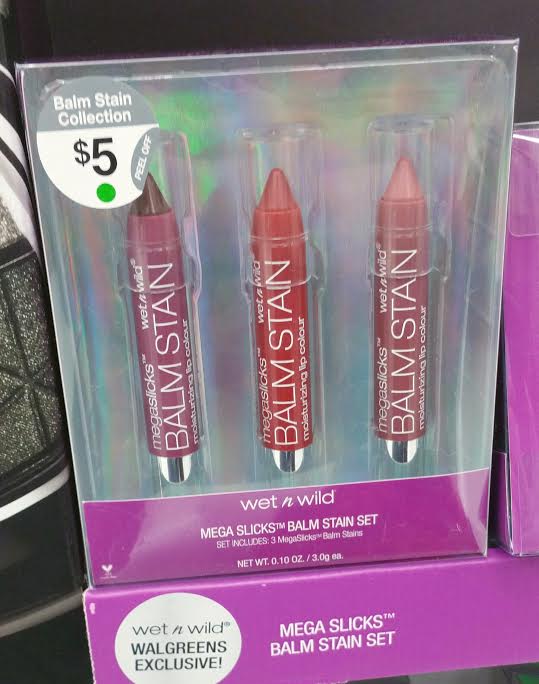 Balm Stain
Collection
$5
PEEL OFF
wet n wild®
megaslicks™
BALM STAIN
moisturizing lip colour
wet n wild®
megaslicks™
BALM STAIN
moisturizing lip colour
wet n wild®
megaslicks™
BALM STAIN
moisturizing lip colour
wet n wild®
MEGA SLICKS™ BALM STAIN SET
SET INCLUDES: 3 MegaSlicks™ Balm Stains
NET WT. 0.10 OZ. / 3.0g ea.
wet n wild®
WALGREENS
EXCLUSIVE!
MEGA SLICKS™
BALM STAIN SET